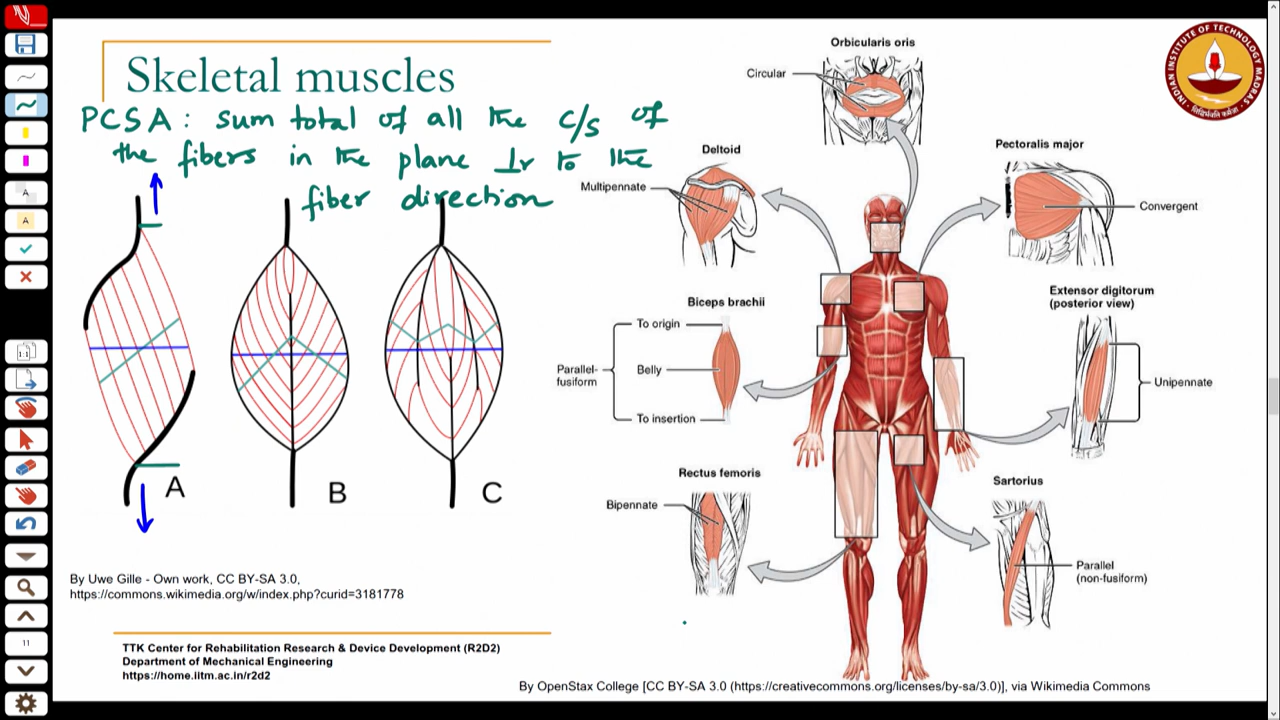 Skeletal muscles
PCSA: sum total of all the c/s of
the fibers in the plane ⊥r to the
fiber direction
A
B
C
By Uwe Gille - Own work, CC BY-SA 3.0,
https://commons.wikimedia.org/w/index.php?curid=3181778
TTK Center for Rehabilitation Research & Device Development (R2D2)
Department of Mechanical Engineering
https://home.iitm.ac.in/r2d2
Orbicularis oris
Circular
Deltoid
Multipennate
Pectoralis major
Convergent
Biceps brachii
To origin
Parallel-
fusiform
Belly
To insertion
Extensor digitorum
(posterior view)
Unipennate
Rectus femoris
Bipennate
Sartorius
Parallel
(non-fusiform)
By OpenStax College [CC BY-SA 3.0 (https://creativecommons.org/licenses/by-sa/3.0)], via Wikimedia Commons
INDIAN INSTITUTE OF TECHNOLOGY MADRAS
11
1:1
A
A